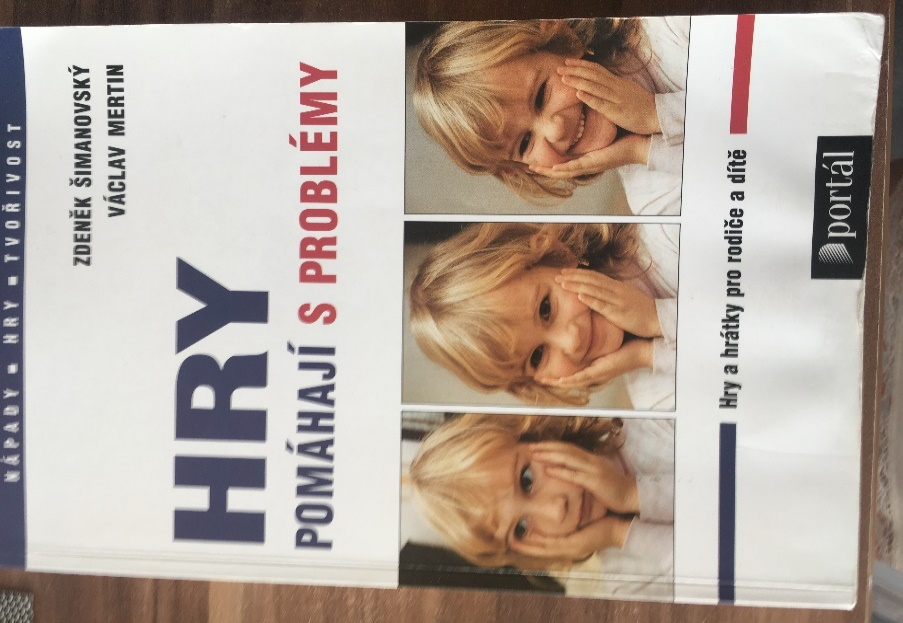 NÁPADY ■ HRY ■ TVOŘIVOST
ZDENĚK ŠIMANOVSKÝ
VÁCLAV MERTIN
HRY
POMÁHAJÍ S PROBLÉMY
Hry a hrátky pro rodiče a dítě
portál